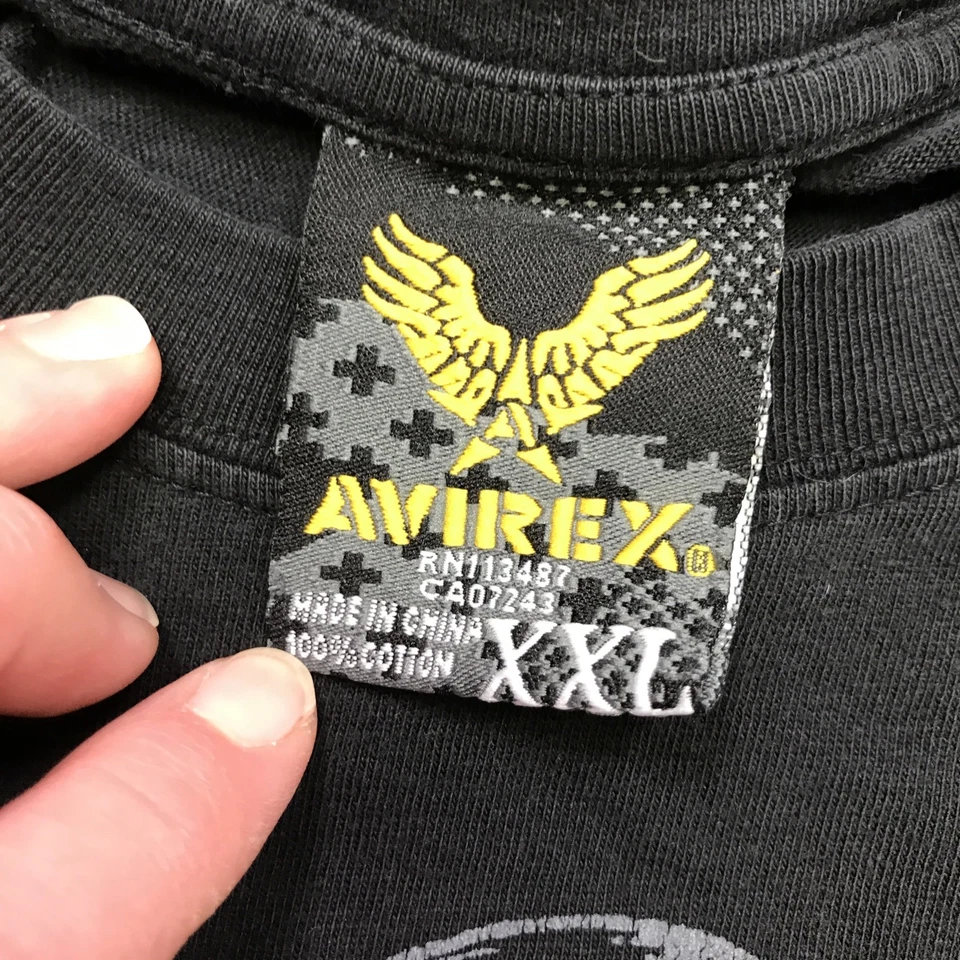 AVIREX®
RN113487
CA07243
MADE IN CHINA
100% COTTON
XXL